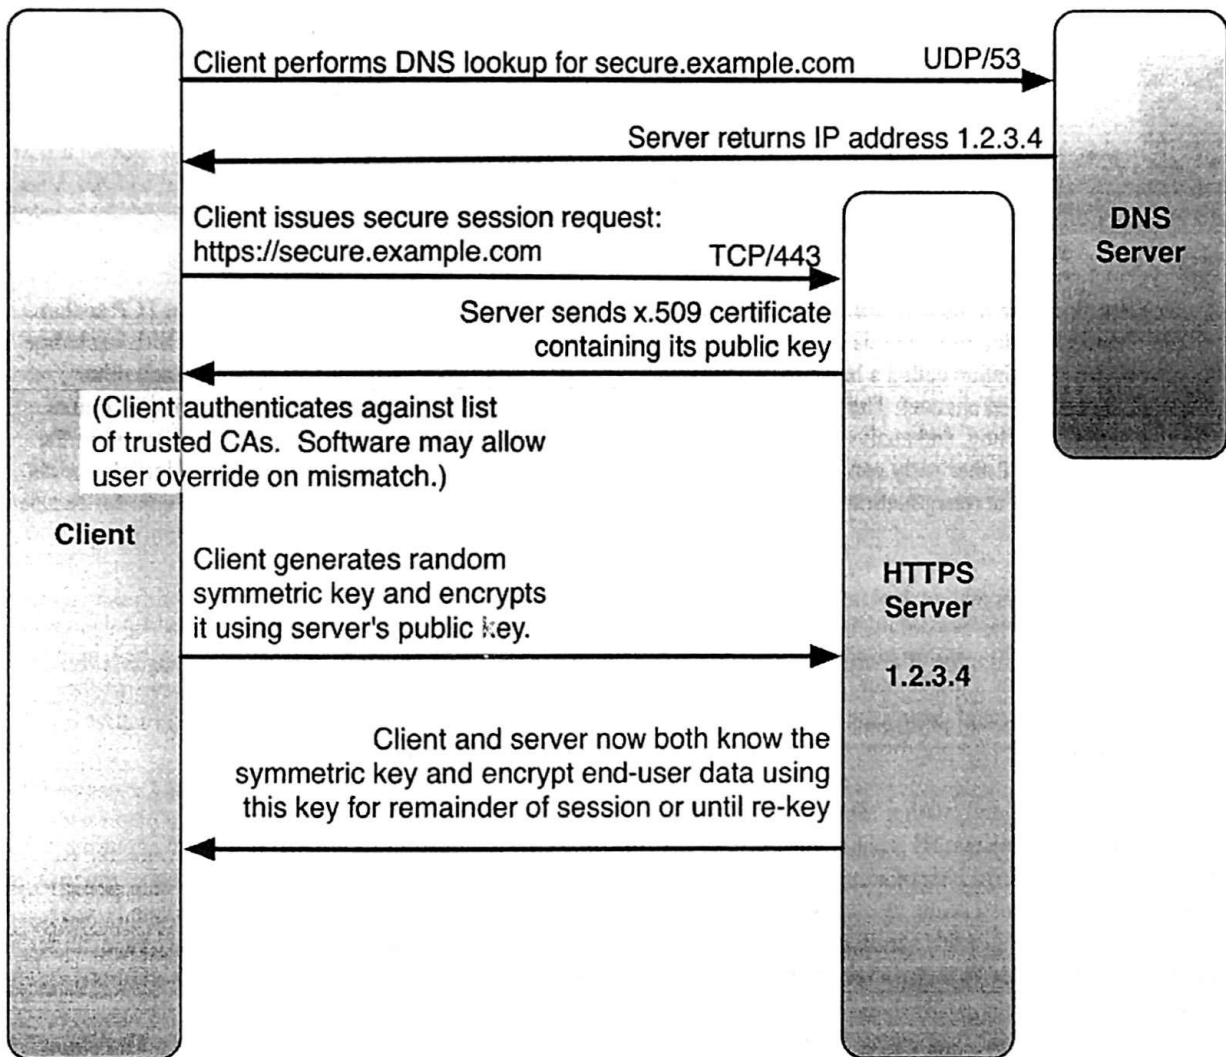 Client performs DNS lookup for secure.example.com
UDP/53
Server returns IP address 1.2.3.4
Client issues secure session request:
https://secure.example.com
TCP/443
DNS
Server
Server sends x.509 certificate
containing its public key
(Client authenticates against list
of trusted CAs. Software may allow
user override on mismatch.)
Client
Client generates random
symmetric key and encrypts
it using server's public key.
HTTPS
Server
1.2.3.4
Client and server now both know the
symmetric key and encrypt end-user data using
this key for remainder of session or until re-key